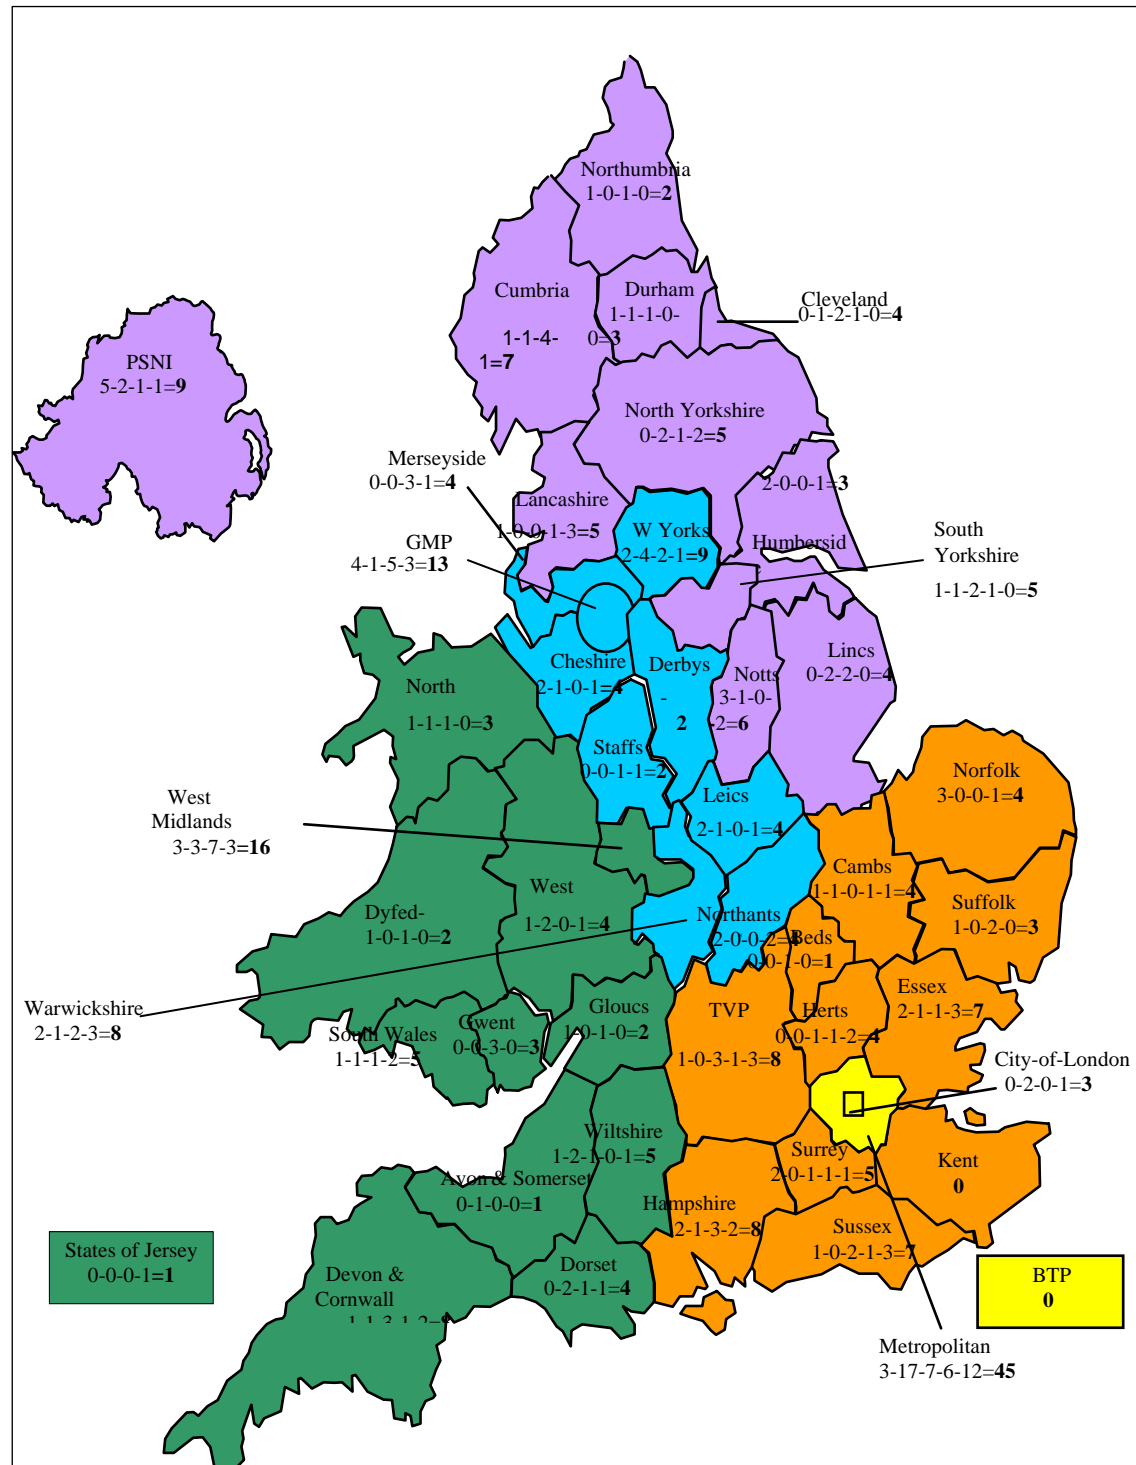 Northumbria
1-0-1-0=2
Cumbria
1-1-4-
1=7
Durham
1-1-1-0-
0=3
Cleveland
0-1-2-1-0=4
PSNI
5-2-1-1=9
North Yorkshire
0-2-1-2=5
Merseyside
0-0-3-1=4
Lancashire
1-0-0-1-3=5
W Yorks
2-4-2-1=9
2-0-0-1=3
Humbersid
e
GMP
4-1-5-3=13
South
Yorkshire
1-1-2-1-0=5
Cheshire
2-1-0-1=4
Derbys
-
2
Notts
3-1-0-
-2=6
Lincs
0-2-2-0=4
North
1-1-1-0=3
Staffs
0-0-1-1=2
Leics
2-1-0-1=4
Norfolk
3-0-0-1=4
West
Midlands
3-3-7-3=16
Cambs
1-1-0-1-1=4
Suffolk
1-0-2-0=3
West
1-2-0-1=4
Dyfed-
1-0-1-0=2
Northants
2-0-0-2=
Beds
0-0-1-0=1
Warwickshire
2-1-2-3=8
Gloucs
1-0-1-0=2
TVP
1-0-3-1-3=8
Herts
0-0-1-1-2=4
Essex
2-1-1-3=7
South Wales
1-1-1-2=5
Gwent
0-0-3-0=3
City-of-London
0-2-0-1=3
Wiltshire
1-2-1-0-1=5
Surrey
2-0-1-1-1=5
Kent
0
Avon & Somerset
0-1-0-0=1
Hampshire
2-1-3-2=8
Sussex
1-0-2-1-3=7
States of Jersey
0-0-0-1=1
Devon &
Cornwall
1-1-3-1-2=8
Dorset
0-2-1-1=4
BTP
0
Metropolitan
3-17-7-6-12=45